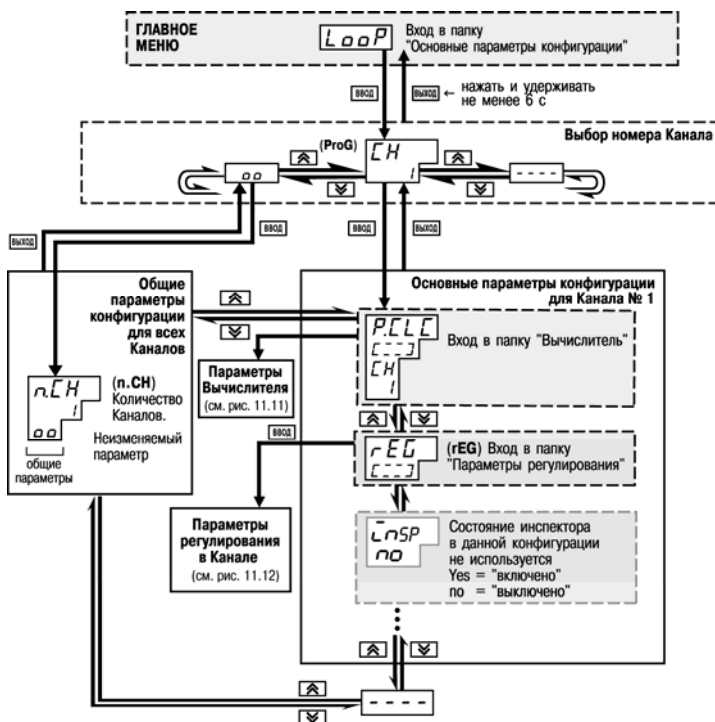 ГЛАВНОЕ
МЕНЮ
LooP
Вход в папку
"Основные параметры конфигурации"
ВВОД
ВЫХОД
← нажать и удерживать
не менее 6 с
Выбор номера Канала
(ProG)
CH
1
oo
- - - -
ВЫХОД
ВВОД
ВВОД
ВЫХОД
Общие
параметры
конфигурации
для всех
Каналов
n.CH
1
oo
общие
параметры
(n.CH)
Количество
Каналов.
Неизменяемый
параметр
Основные параметры конфигурации
для Канала № 1
P.CLC
[---]
CH
1
Вход в папку "Вычислитель"
Параметры
Вычислителя
(см. рис. 11.11)
ВВОД
rEG
[---]
(rEG) Вход в папку
"Параметры регулирования"
Параметры
регулирования
в Канале
(см. рис. 11.12)
inSP
no
Состояние инспектора
в данной конфигурации
не используется
Yes = "включено"
no = "выключено"
- - - -